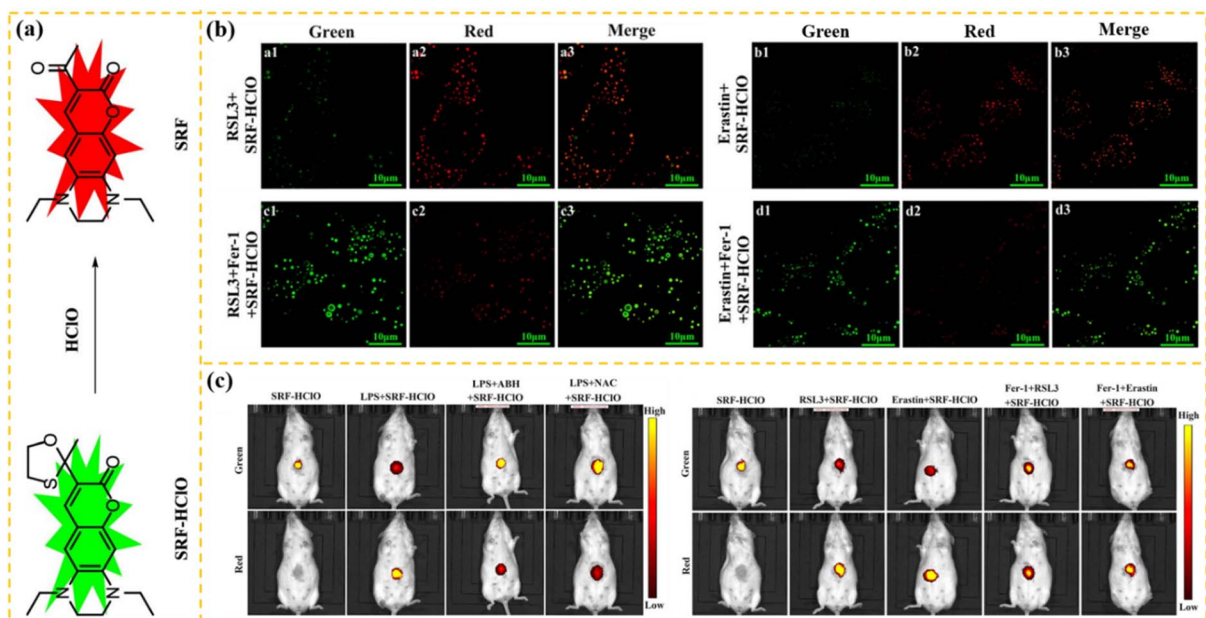 (a)
O
O
O
N
N
SRF
HClO
O
S
O
O
N
N
SRF-HClO
(b)
Green
Red
Merge
RSL3+
SRF-HClO
a1
a2
a3
10μm
10μm
10μm
RSL3+Fer-1
+SRF-HClO
c1
c2
c3
10μm
10μm
10μm
Green
Red
Merge
Erastin+
SRF-HClO
b1
b2
b3
10μm
10μm
10μm
Erastin+Fer-1
+SRF-HClO
d1
d2
d3
10μm
10μm
10μm
(c)
SRF-HClO
LPS+SRF-HClO
LPS+ABH
+SRF-HClO
LPS+NAC
+SRF-HClO
High
Green
Red
Low
SRF-HClO
RSL3+SRF-HClO
Erastin+SRF-HClO
Fer-1+RSL3
+SRF-HClO
Fer-1+Erastin
+SRF-HClO
High
Green
Red
Low